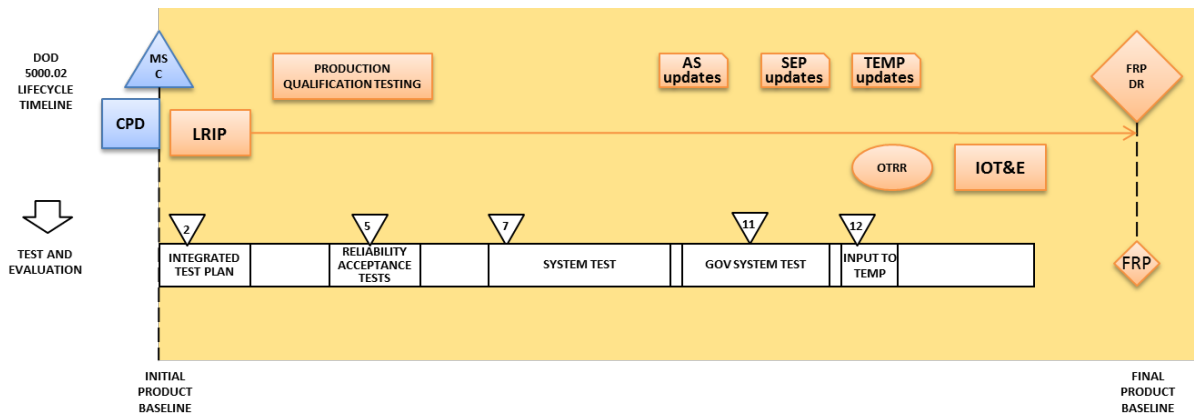 DOD
5000.02
LIFECYCLE
TIMELINE
MS
C
CPD
LRIP
PRODUCTION
QUALIFICATION TESTING
AS
updates
SEP
updates
TEMP
updates
FRP
DR
OTRR
IOT&E
TEST AND
EVALUATION
2
5
7
11
12
INTEGRATED
TEST PLAN
RELIABILITY
ACCEPTANCE
TESTS
SYSTEM TEST
GOV SYSTEM TEST
INPUT TO
TEMP
FRP
INITIAL
PRODUCT
BASELINE
FINAL
PRODUCT
BASELINE